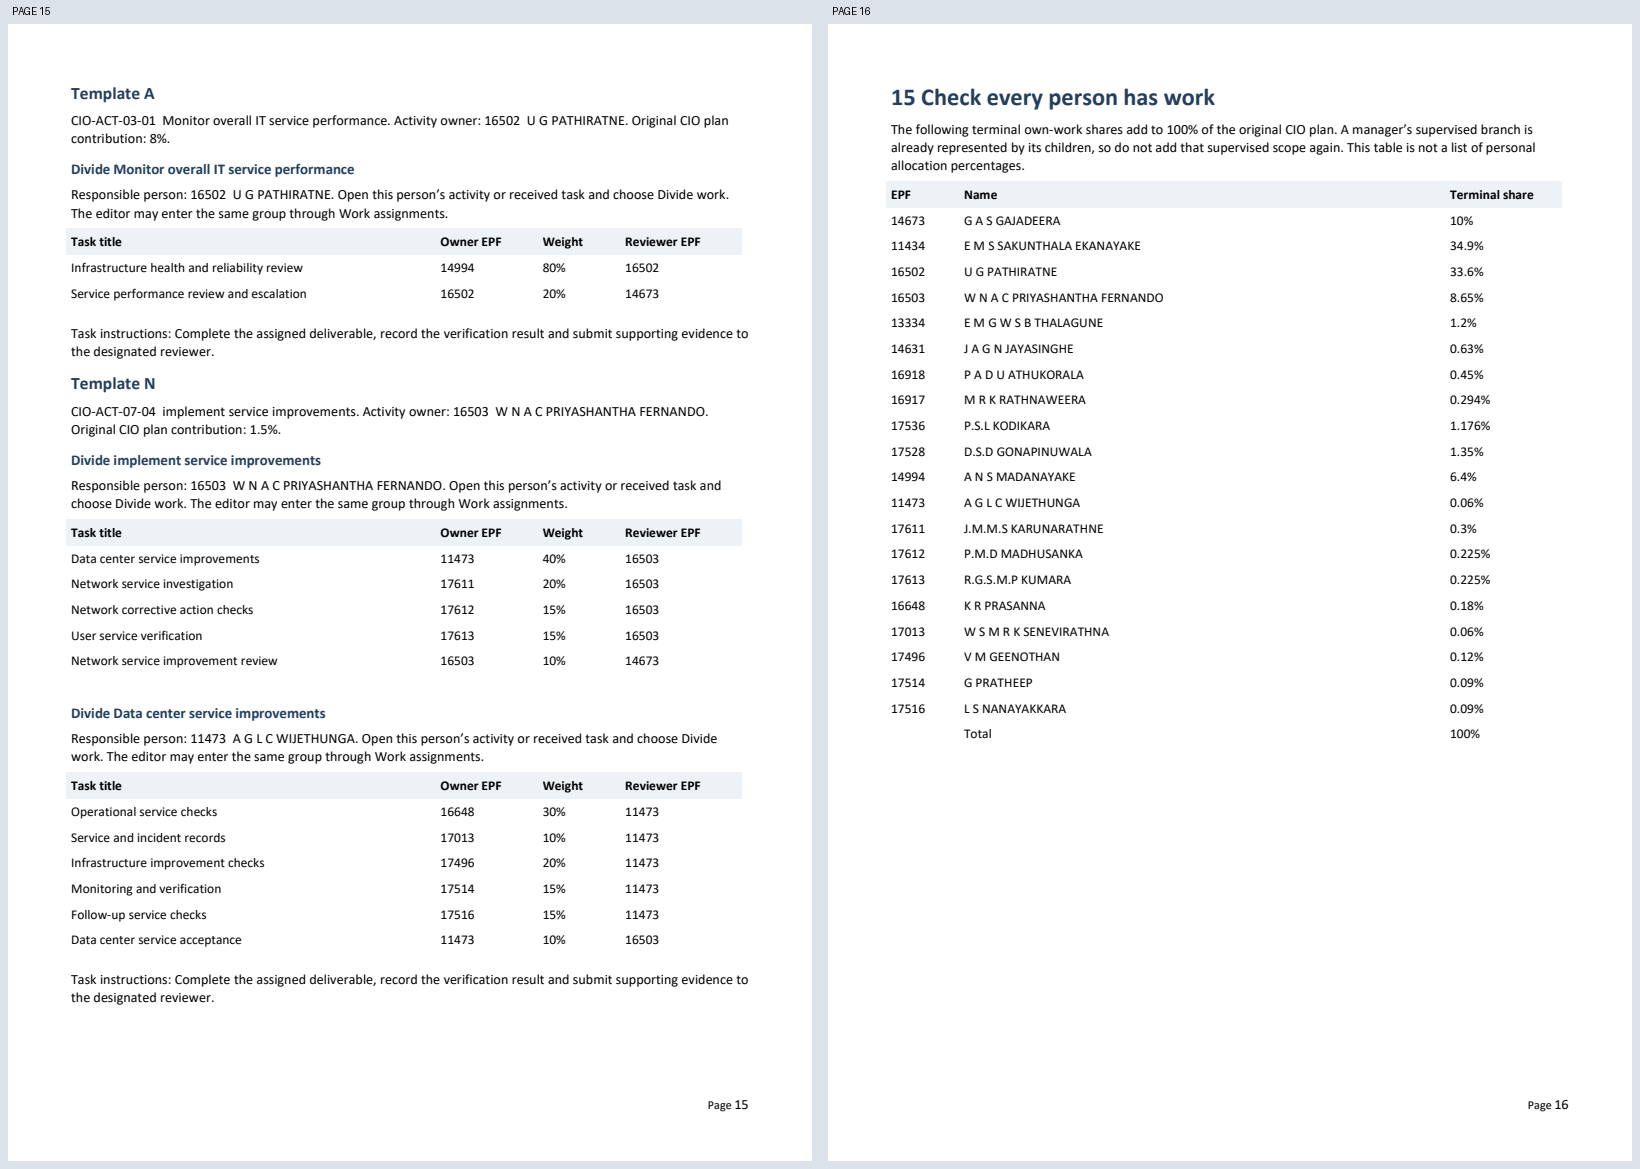 PAGE 15
Template A
CIO-ACT-03-01 Monitor overall IT service performance. Activity owner: 16502 U G PATHIRATNE. Original CIO plan
contribution: 8%.
Divide Monitor overall IT service performance
Responsible person: 16502 U G PATHIRATNE. Open this person’s activity or received task and choose Divide work.
The editor may enter the same group through Work assignments.
Task title Owner EPF Weight Reviewer EPF
Infrastructure health and reliability review 14994 80% 16502
Service performance review and escalation 16502 20% 14673
Task instructions: Complete the assigned deliverable, record the verification result and submit supporting evidence to
the designated reviewer.
Template N
CIO-ACT-07-04 implement service improvements. Activity owner: 16503 W N A C PRIYASHANTHA FERNANDO.
Original CIO plan contribution: 1.5%.
Divide implement service improvements
Responsible person: 16503 W N A C PRIYASHANTHA FERNANDO. Open this person’s activity or received task and
choose Divide work. The editor may enter the same group through Work assignments.
Task title Owner EPF Weight Reviewer EPF
Data center service improvements 11473 40% 16503
Network service investigation 17611 20% 16503
Network corrective action checks 17612 15% 16503
User service verification 17613 15% 16503
Network service improvement review 16503 10% 14673
Divide Data center service improvements
Responsible person: 11473 A G L C WIJETHUNGA. Open this person’s activity or received task and choose Divide
work. The editor may enter the same group through Work assignments.
Task title Owner EPF Weight Reviewer EPF
Operational service checks 16648 30% 11473
Service and incident records 17013 10% 11473
Infrastructure improvement checks 17496 20% 11473
Monitoring and verification 17514 15% 11473
Follow-up service checks 17516 15% 11473
Data center service acceptance 11473 10% 16503
Task instructions: Complete the assigned deliverable, record the verification result and submit supporting evidence to
the designated reviewer.
Page 15
PAGE 16
15 Check every person has work
The following terminal own-work shares add to 100% of the original CIO plan. A manager’s supervised branch is
already represented by its children, so do not add that supervised scope again. This table is not a list of personal
allocation percentages.
EPF Name Terminal share
14673 G A S GAJADEERA 10%
11434 E M S SAKUNTHALA EKANAYAKE 34.9%
16502 U G PATHIRATNE 33.6%
16503 W N A C PRIYASHANTHA FERNANDO 8.65%
13334 E M G W S B THALAGUNE 1.2%
14631 J A G N JAYASINGHE 0.63%
16918 P A D U ATHUKORALA 0.45%
16917 M R K RATHNAWEERA 0.294%
17536 P.S.L KODIKARA 1.176%
17528 D.S.D GONAPINUWALA 1.35%
14994 A N S MADANAYAKE 6.4%
11473 A G L C WIJETHUNGA 0.06%
17611 J.M.M.S KARUNARATHNE 0.3%
17612 P.M.D MADHUSANKA 0.225%
17613 R.G.S.M.P KUMARA 0.225%
16648 K R PRASANNA 0.18%
17013 W S M R K SENEVIRATHNA 0.06%
17496 V M GEENOTHAN 0.12%
17514 G PRATHEEP 0.09%
17516 L S NANAYAKKARA 0.09%
Total 100%
Page 16